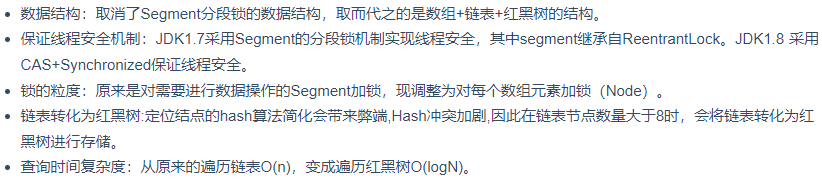 • 数据结构：取消了Segment分段锁的数据结构，取而代之的是数组+链表+红黑树的结构。
• 保证线程安全机制：JDK1.7采用Segment的分段锁机制实现线程安全，其中segment继承自ReentrantLock。JDK1.8 采用
CAS+Synchronized保证线程安全。
• 锁的粒度：原来是对需要进行数据操作的Segment加锁，现调整为对每个数组元素加锁（Node）。
• 链表转化为红黑树:定位结点的hash算法简化会带来弊端,Hash冲突加剧,因此在链表节点数量大于8时，会将链表转化为红
黑树进行存储。
• 查询时间复杂度：从原来的遍历链表O(n)，变成遍历红黑树O(logN)。